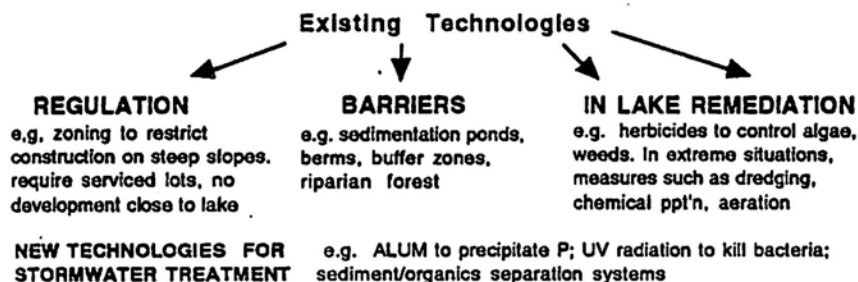 Existing Technologies
REGULATION
e,g, zoning to restrict
construction on steep slopes.
require serviced lots, no
development close to lake
BARRIERS
e.g. sedimentation ponds,
berms, buffer zones,
riparian forest
IN LAKE REMEDIATION
e.g. herbicides to control algae,
weeds. In extreme situations,
measures such as dredging,
chemical ppt'n, aeration
NEW TECHNOLOGIES FOR
STORMWATER TREATMENT
e.g. ALUM to precipitate P; UV radiation to kill bacteria;
sediment/organics separation systems